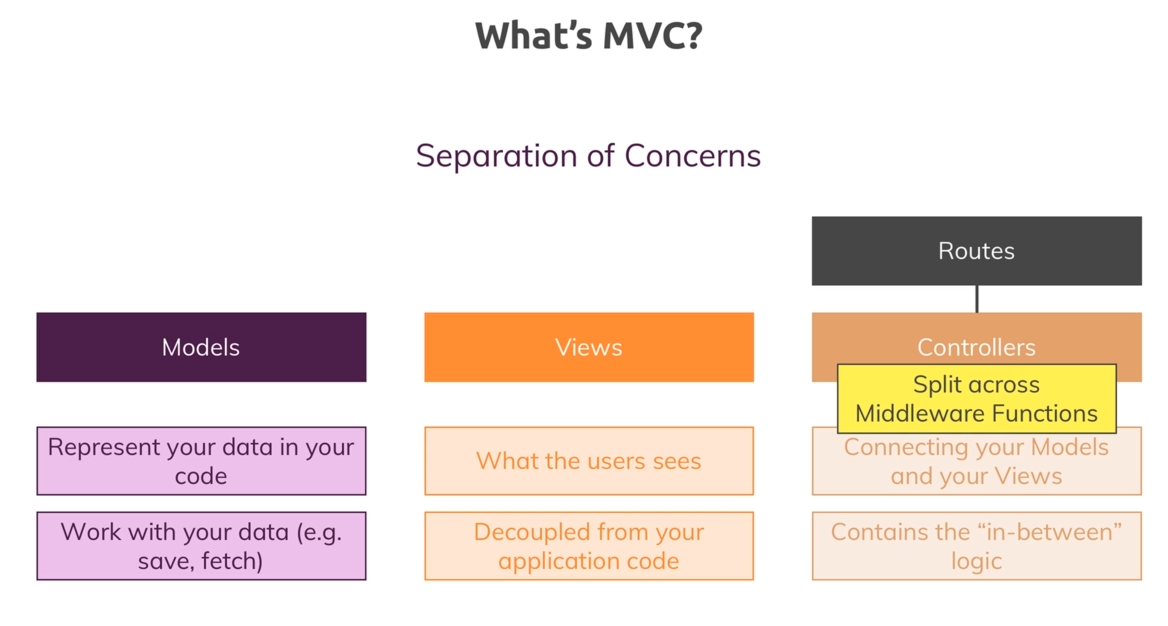 What’s MVC?
Separation of Concerns
Routes
Models
Views
Controllers
Split across
Middleware Functions
Represent your data in your
code
What the users sees
Connecting your Models
and your Views
Work with your data (e.g.
save, fetch)
Decoupled from your
application code
Contains the “in-between”
logic